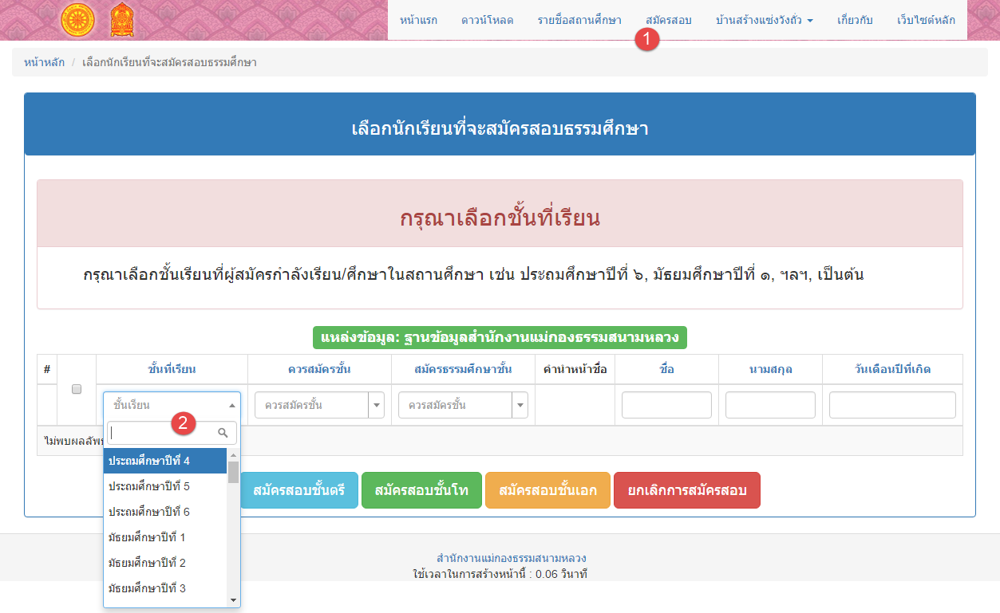 หน้าแรก ดาวน์โหลด รายชื่อสถานศึกษา สมัครสอบ บ้านสร้างแซ่งวังถั่ว เกี่ยวกับ เว็บไซต์หลัก
1
หน้าหลัก / เลือกนักเรียนที่จะสมัครสอบธรรมศึกษา
เลือกนักเรียนที่จะสมัครสอบธรรมศึกษา
กรุณาเลือกชั้นที่เรียน
กรุณาเลือกชั้นเรียนที่ผู้สมัครกำลังเรียน/ศึกษาในสถานศึกษา เช่น ประถมศึกษาปีที่ ๖, มัธยมศึกษาปีที่ ๑, ฯลฯ, เป็นต้น
แหล่งข้อมูล: ฐานข้อมูลสำนักงานแม่กองธรรมสนามหลวง
# ชั้นที่เรียน ควรสมัครชั้น สมัครธรรมศึกษาชั้น คำนำหน้าชื่อ ชื่อ นามสกุล วันเดือนปีที่เกิด
ชั้นเรียน ควรสมัครชั้น ควรสมัครชั้น
2
ไม่พบผลลัพ
ประถมศึกษาปีที่ 4
ประถมศึกษาปีที่ 5
ประถมศึกษาปีที่ 6
มัธยมศึกษาปีที่ 1
มัธยมศึกษาปีที่ 2
มัธยมศึกษาปีที่ 3
สมัครสอบชั้นตรี สมัครสอบชั้นโท สมัครสอบชั้นเอก ยกเลิกการสมัครสอบ
สำนักงานแม่กองธรรมสนามหลวง
ใช้เวลาในการสร้างหน้านี้ : 0.06 วินาที